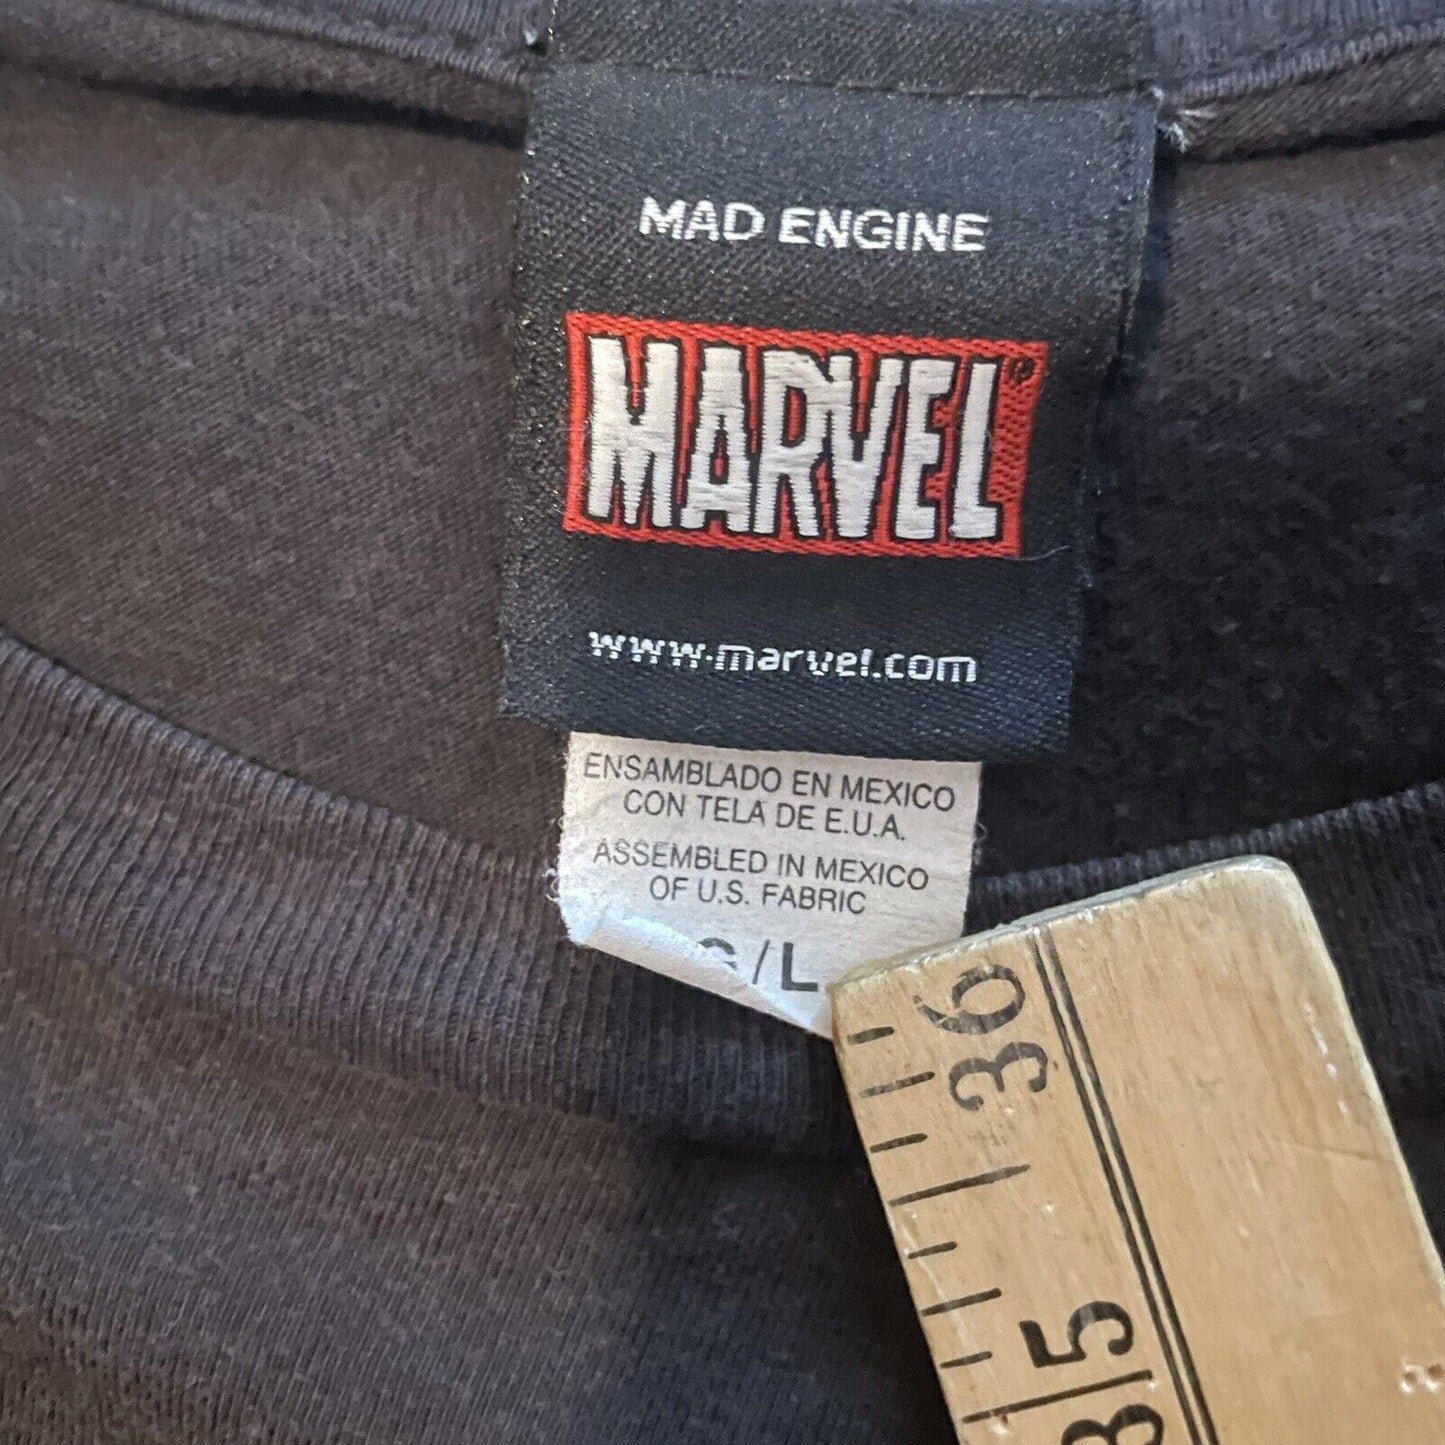 MAD ENGINE
MARVEL®
www.marvel.com
ENSAMBLADO EN MEXICO
CON TELA DE E.U.A.
ASSEMBLED IN MEXICO
OF U.S. FABRIC
G/L
36
35